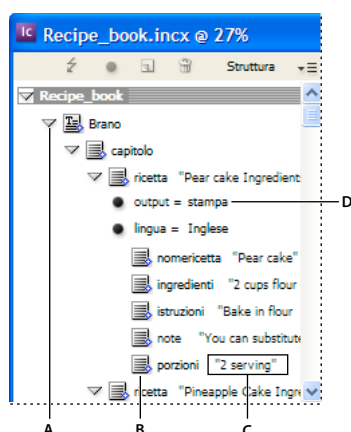 Ic Recipe_book.incx @ 27%
Struttura
Recipe_book
Brano
capitolo
ricetta "Pear cake Ingredient
output = stampa
D
lingua = Inglese
nomericetta "Pear cake"
ingredienti "2 cups flour
istruzioni "Bake in flour
note "You can substitute
porzioni "2 serving"
ricetta "Pineapple Cake Ingre
A B C